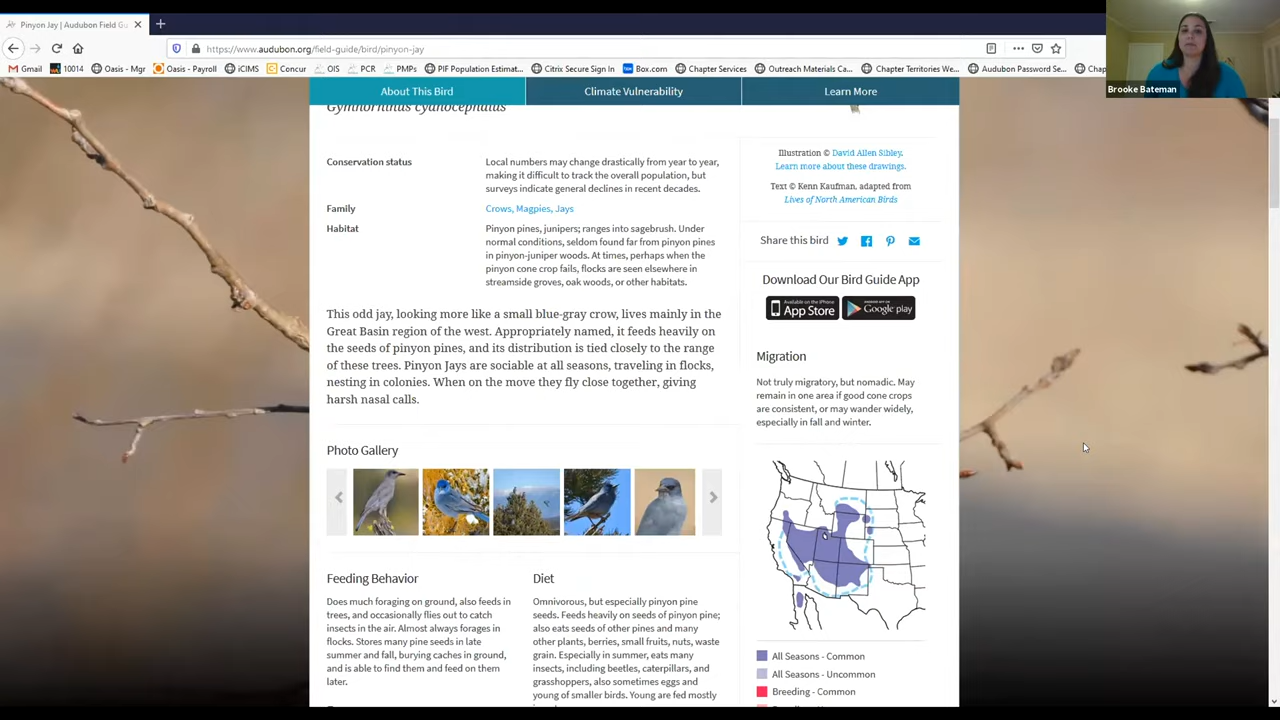 Pinyon Jay | Audubon Field Gu
https://www.audubon.org/field-guide/bird/pinyon-jay
Gmail 10014 Oasis - Mgr Oasis - Payroll iCIMS Concur OIS PCR PMPs PIF Population Estimat... Citrix Secure Sign In Box.com Chapter Services Outreach Materials Ca... Chapter Territories We... Audubon Password Se... Chap
Brooke Bateman
About This Bird Climate Vulnerability Learn More
Gymnorhinus cyanocephalus
Conservation status
Local numbers may change drastically from year to year,
making it difficult to track the overall population, but
surveys indicate general declines in recent decades.
Family
Crows, Magpies, Jays
Habitat
Pinyon pines, junipers; ranges into sagebrush. Under
normal conditions, seldom found far from pinyon pines
in pinyon-juniper woods. At times, perhaps when the
pinyon cone crop fails, flocks are seen elsewhere in
streamside groves, oak woods, or other habitats.
This odd jay, looking more like a small blue-gray crow, lives mainly in the
Great Basin region of the west. Appropriately named, it feeds heavily on
the seeds of pinyon pines, and its distribution is tied closely to the range
of these trees. Pinyon Jays are sociable at all seasons, traveling in flocks,
nesting in colonies. When on the move they fly close together, giving
harsh nasal calls.
Photo Gallery
Feeding Behavior
Does much foraging on ground, also feeds in
trees, and occasionally flies out to catch
insects in the air. Almost always forages in
flocks. Stores many pine seeds in late
summer and fall, burying caches in ground,
and is able to find them and feed on them
later.
Diet
Omnivorous, but especially pinyon pine
seeds. Feeds heavily on seeds of pinyon pine;
also eats seeds of other pines and many
other plants, berries, small fruits, nuts, waste
grain. Especially in summer, eats many
insects, including beetles, caterpillars, and
grasshoppers, also sometimes eggs and
young of smaller birds. Young are fed mostly
Illustration © David Allen Sibley.
Learn more about these drawings.
Text © Kenn Kaufman, adapted from
Lives of North American Birds
Share this bird
Download Our Bird Guide App
Available on the iPhone
App Store
Google play
Migration
Not truly migratory, but nomadic. May
remain in one area if good cone crops
are consistent, or may wander widely,
especially in fall and winter.
All Seasons - Common
All Seasons - Uncommon
Breeding - Common